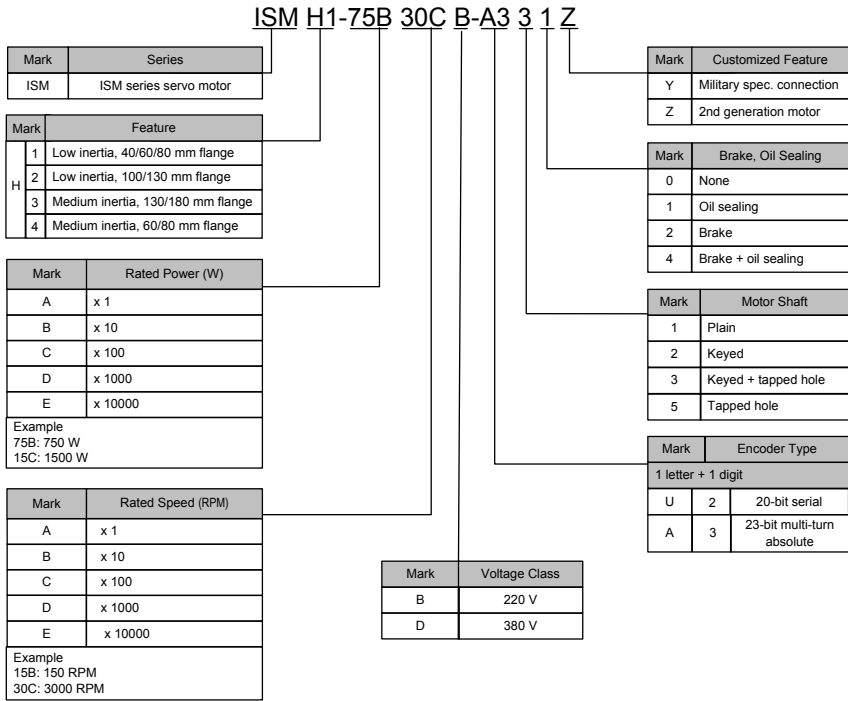 ISM H1-75B 30C B-A3 3 1 Z
Mark Series
ISM ISM series servo motor
Mark Feature
H
1 Low inertia, 40/60/80 mm flange
2 Low inertia, 100/130 mm flange
3 Medium inertia, 130/180 mm flange
4 Medium inertia, 60/80 mm flange
Mark Rated Power (W)
A x 1
B x 10
C x 100
D x 1000
E x 10000
Example
75B: 750 W
15C: 1500 W
Mark Rated Speed (RPM)
A x 1
B x 10
C x 100
D x 1000
E x 10000
Example
15B: 150 RPM
30C: 3000 RPM
Mark Voltage Class
B 220 V
D 380 V
Mark Customized Feature
Y Military spec. connection
Z 2nd generation motor
Mark Brake, Oil Sealing
0 None
1 Oil sealing
2 Brake
4 Brake + oil sealing
Mark Motor Shaft
1 Plain
2 Keyed
3 Keyed + tapped hole
5 Tapped hole
Mark Encoder Type
1 letter + 1 digit
U 2 20-bit serial
A 3 23-bit multi-turn
absolute